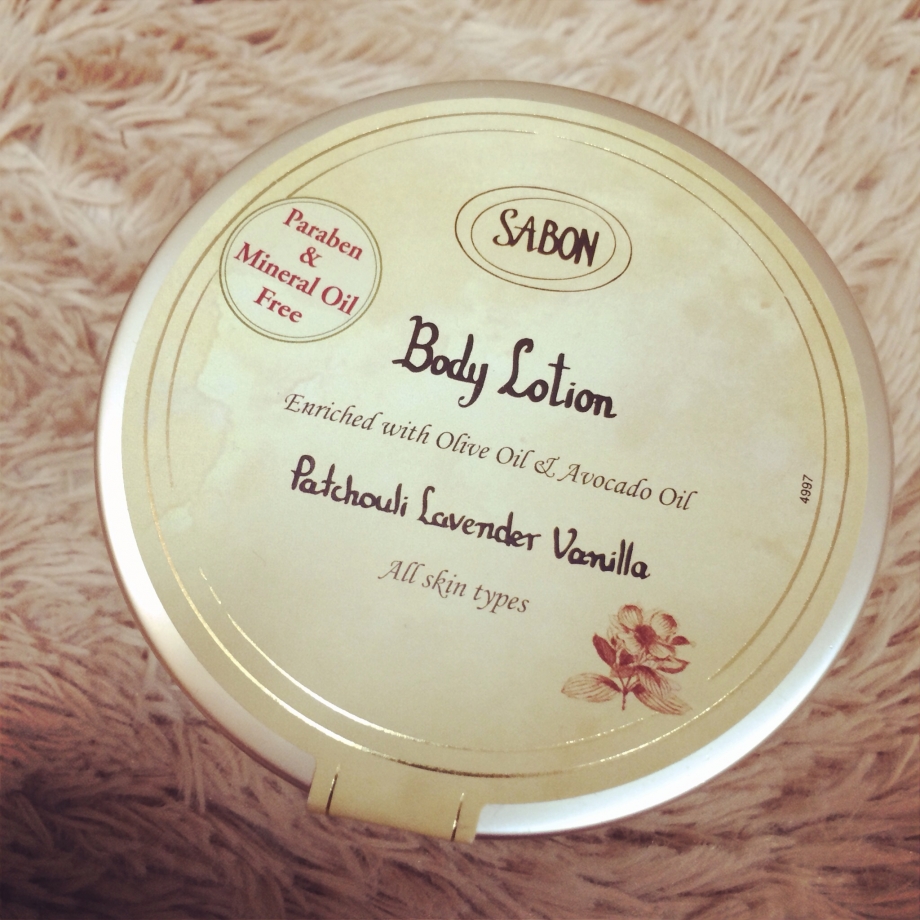 SABON
Paraben
&
Mineral Oil
Free
Body Lotion
Enriched with Olive Oil & Avocado Oil
Patchouli Lavender Vanilla
All skin types
4997